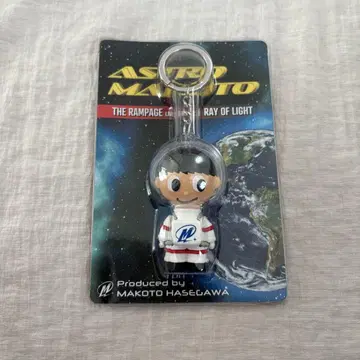 ASTRO
MAKOTO
THE RAMPAGE RAY OF LIGHT
M
M Produced by
MAKOTO HASEGAWA